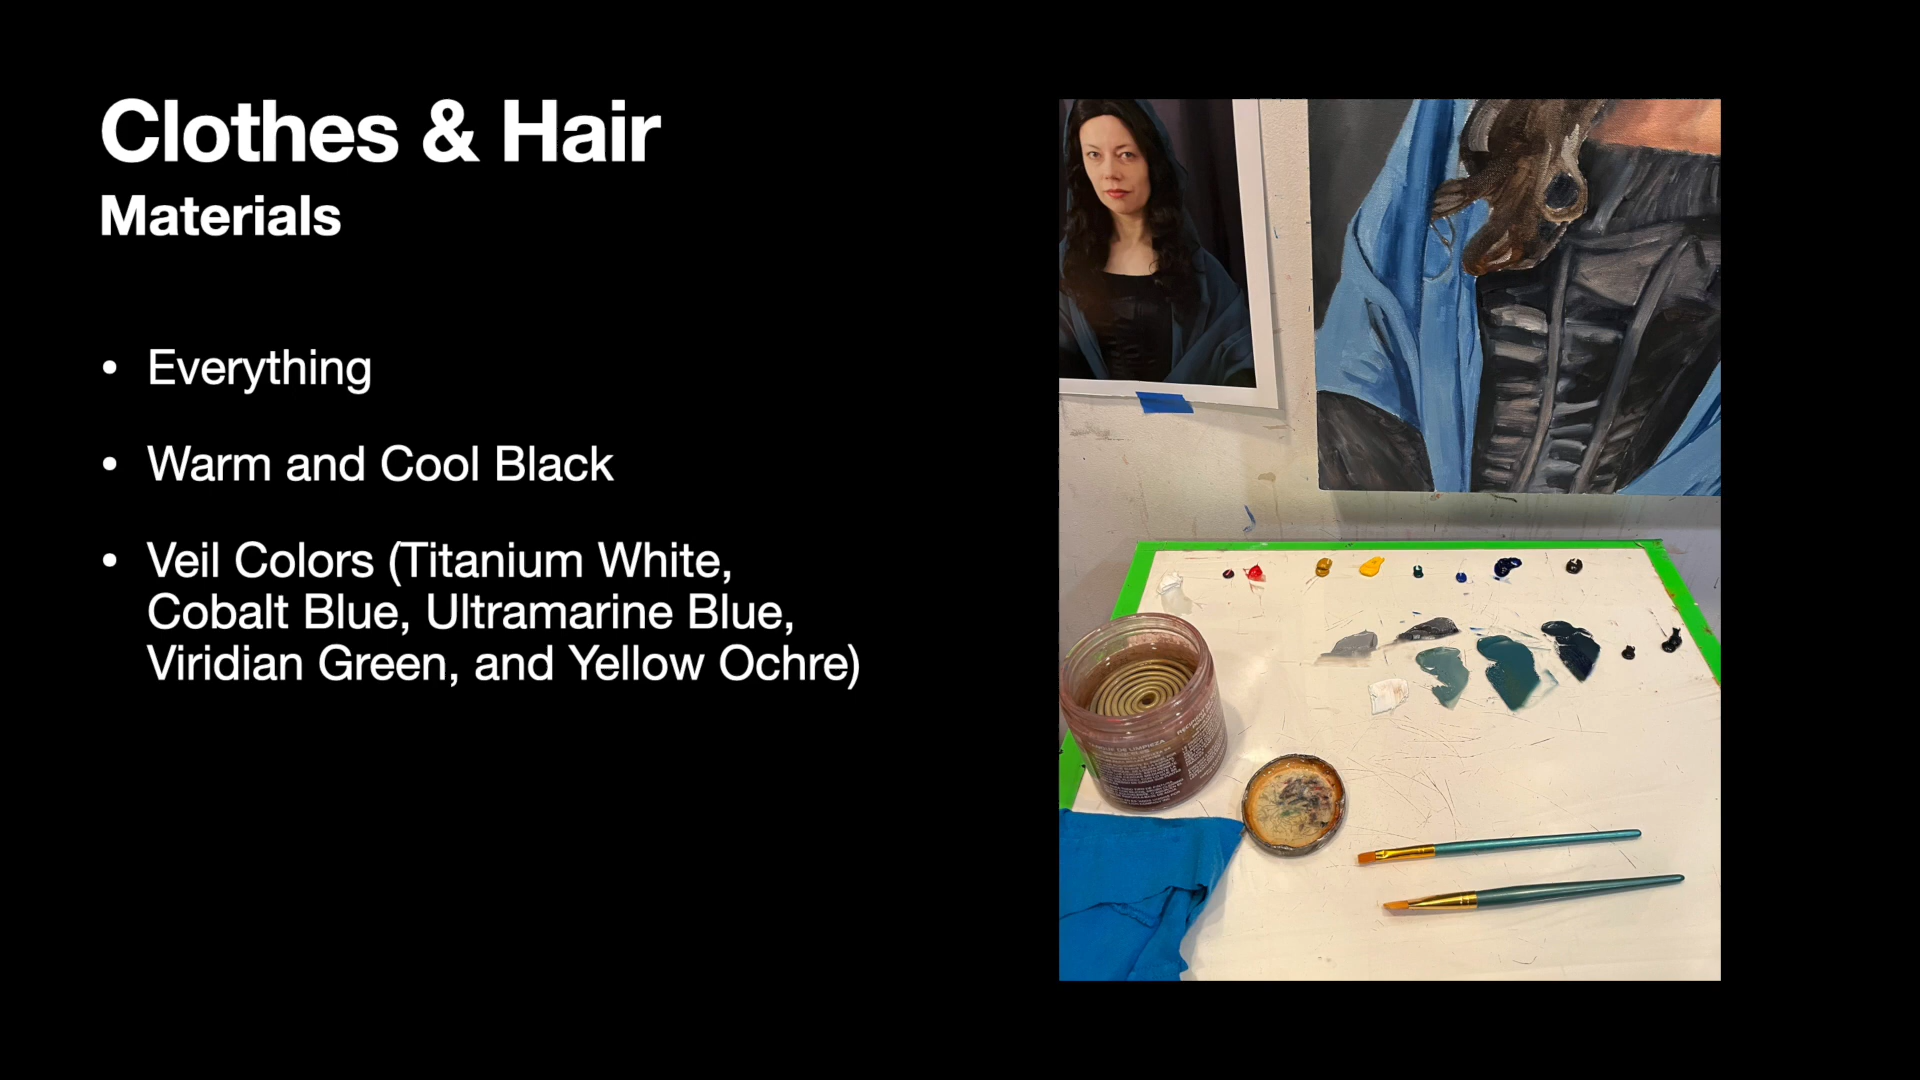 Clothes & Hair
Materials
• Everything
• Warm and Cool Black
• Veil Colors (Titanium White,
Cobalt Blue, Ultramarine Blue,
Viridian Green, and Yellow Ochre)